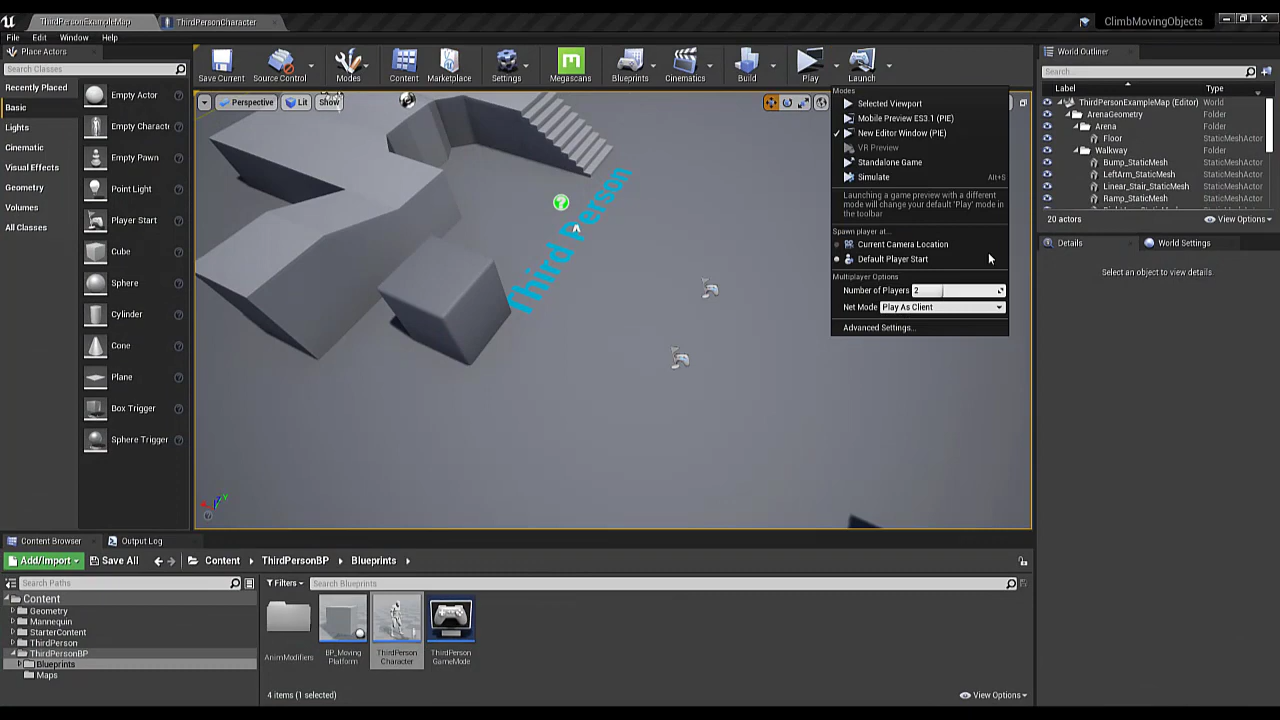 ThirdPersonExampleMap
ThirdPersonCharacter
ClimbMovingObjects
File
Edit
Window
Help
Place Actors
Search Classes
Recently Placed
Basic
Lights
Cinematic
Visual Effects
Geometry
Volumes
All Classes
Empty Actor
Empty Charact
Empty Pawn
Point Light
Player Start
Cube
Sphere
Cylinder
Cone
Plane
Box Trigger
Sphere Trigger
Save Current
Source Control
Modes
Content
Marketplace
Settings
Megascans
Blueprints
Cinematics
Build
Play
Launch
Perspective
Lit
Show
Third Person
Modes
Selected Viewport
Mobile Preview ES3.1 (PIE)
New Editor Window (PIE)
VR Preview
Standalone Game
Simulate
Alt+S
Launching a game preview with a different
mode will change your default 'Play' mode in
the toolbar
Spawn player at...
Current Camera Location
Default Player Start
Multiplayer Options
Number of Players
2
Net Mode
Play As Client
Advanced Settings...
World Outliner
Search...
Label
Type
ThirdPersonExampleMap (Editor)
World
ArenaGeometry
Folder
Arena
Folder
Floor
StaticMeshActor
Walkway
Folder
Bump_StaticMesh
StaticMeshActor
LeftArm_StaticMesh
StaticMeshActor
Linear_Stair_StaticMesh
StaticMeshActor
Ramp_StaticMesh
StaticMeshActor
20 actors
View Options
Details
World Settings
Select an object to view details.
Content Browser
Output Log
Add/Import
Save All
Content
ThirdPersonBP
Blueprints
Search Paths
Filters
Search Blueprints
Content
Geometry
Mannequin
StarterContent
ThirdPerson
ThirdPersonBP
Blueprints
Maps
AnimModifiers
BP_Moving
Platform
ThirdPerson
Character
ThirdPerson
GameMode
4 items (1 selected)
View Options